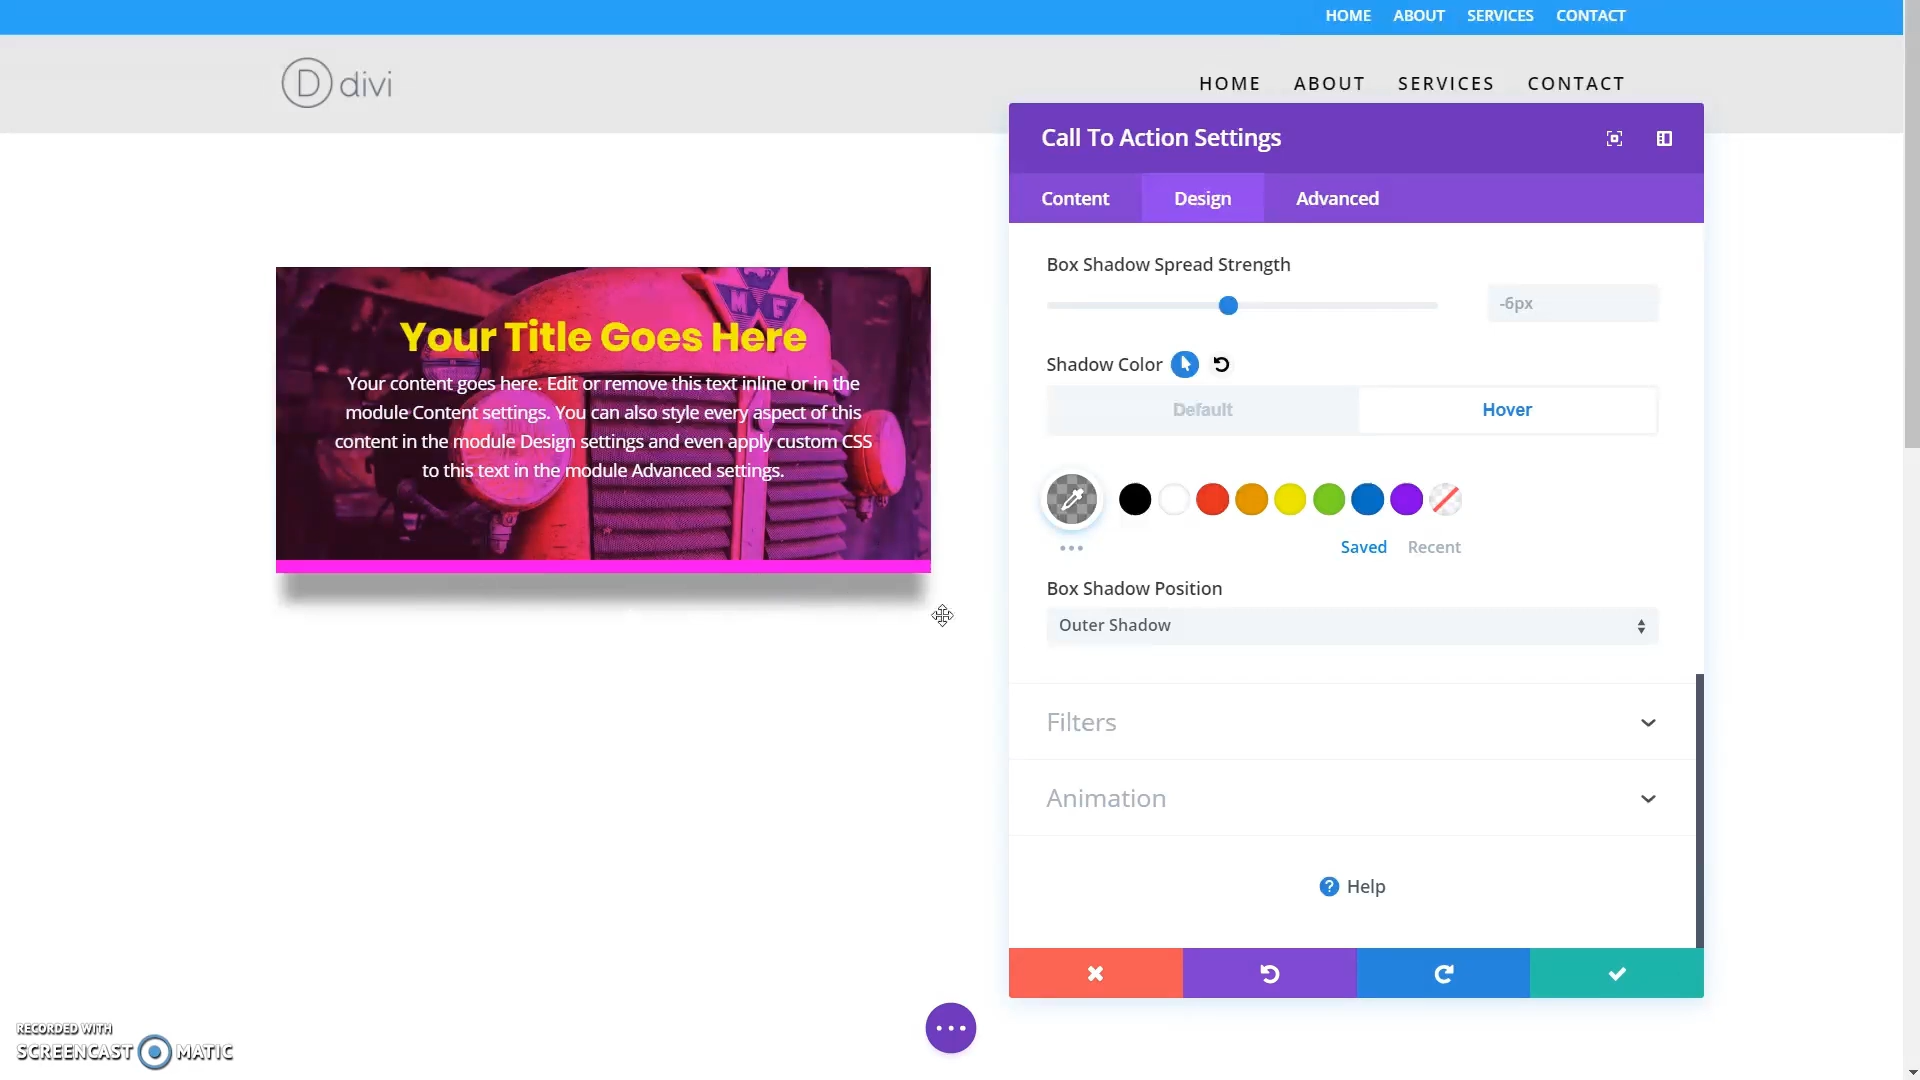 HOME ABOUT SERVICES CONTACT
D divi
HOME ABOUT SERVICES CONTACT
Call To Action Settings
Content Design Advanced
Box Shadow Spread Strength
-6px
Shadow Color
Default Hover
Saved Recent
Box Shadow Position
Outer Shadow
Filters
Animation
? Help
M F
Your Title Goes Here
Your content goes here. Edit or remove this text inline or in the
module Content settings. You can also style every aspect of this
content in the module Design settings and even apply custom CSS
to this text in the module Advanced settings.
RECORDED WITH
SCREENCAST MATIC